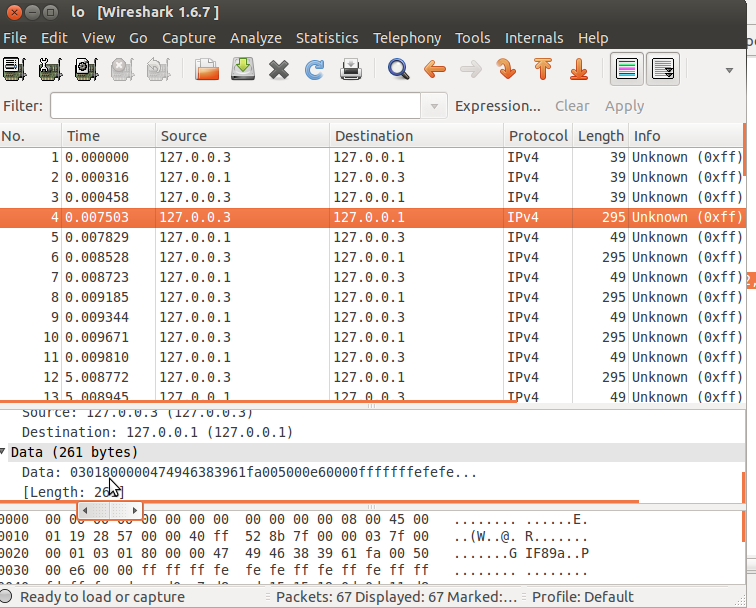 lo [Wireshark 1.6.7 ]
File Edit View Go Capture Analyze Statistics Telephony Tools Internals Help
Filter: Expression... Clear Apply
No. Time Source Destination Protocol Length Info
1 0.000000 127.0.0.3 127.0.0.1 IPv4 39 Unknown (0xff)
2 0.000316 127.0.0.1 127.0.0.3 IPv4 39 Unknown (0xff)
3 0.000458 127.0.0.3 127.0.0.1 IPv4 39 Unknown (0xff)
4 0.007503 127.0.0.3 127.0.0.1 IPv4 295 Unknown (0xff)
5 0.007829 127.0.0.1 127.0.0.3 IPv4 49 Unknown (0xff)
6 0.008528 127.0.0.3 127.0.0.1 IPv4 295 Unknown (0xff)
7 0.008723 127.0.0.1 127.0.0.3 IPv4 49 Unknown (0xff)
8 0.009185 127.0.0.3 127.0.0.1 IPv4 295 Unknown (0xff)
9 0.009344 127.0.0.1 127.0.0.3 IPv4 49 Unknown (0xff)
10 0.009671 127.0.0.3 127.0.0.1 IPv4 295 Unknown (0xff)
11 0.009810 127.0.0.1 127.0.0.3 IPv4 49 Unknown (0xff)
12 5.008772 127.0.0.3 127.0.0.1 IPv4 295 Unknown (0xff)
13 5.008945 127.0.0.1 127.0.0.3 IPv4 49 Unknown (0xff)
Source: 127.0.0.3 (127.0.0.3)
Destination: 127.0.0.1 (127.0.0.1)
Data (261 bytes)
Data: 0301800000474946383961fa005000e60000fffffffefefe...
[Length: 261]
0000 00 00 00 00 00 00 00 00 00 00 00 00 08 00 45 00 ........ ......E.
0010 01 19 28 57 00 00 40 ff 52 8b 7f 00 00 03 7f 00 ..(W..@. R.......
0020 00 01 03 01 80 00 00 47 49 46 38 39 61 fa 00 50 .......G IF89a..P
0030 00 e6 00 00 ff ff ff fe fe fe ff fe ff fe ff ff ........ ........
Ready to load or capture Packets: 67 Displayed: 67 Marked:... Profile: Default